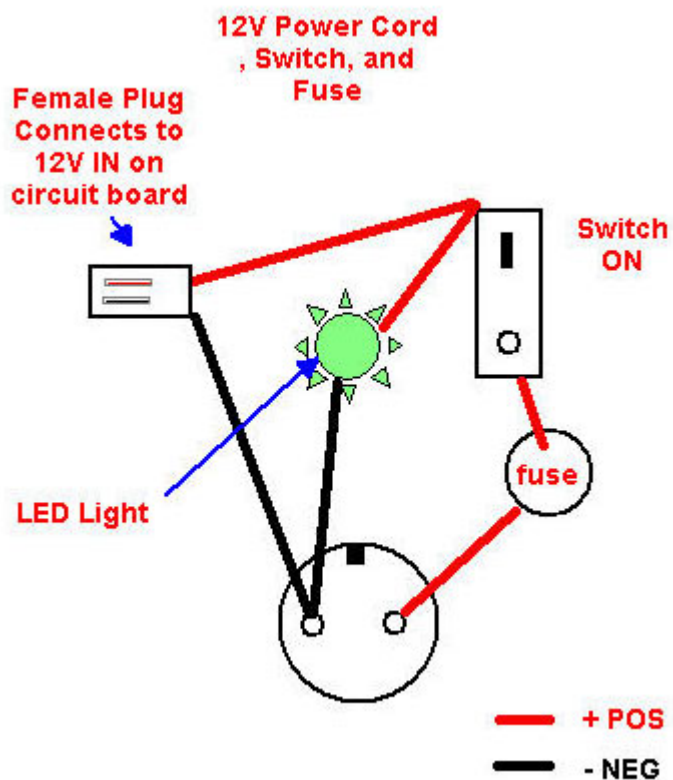 12V Power Cord
, Switch, and
Fuse
Female Plug
Connects to
12V IN on
circuit board
Switch
ON
fuse
LED Light
+ POS
- NEG